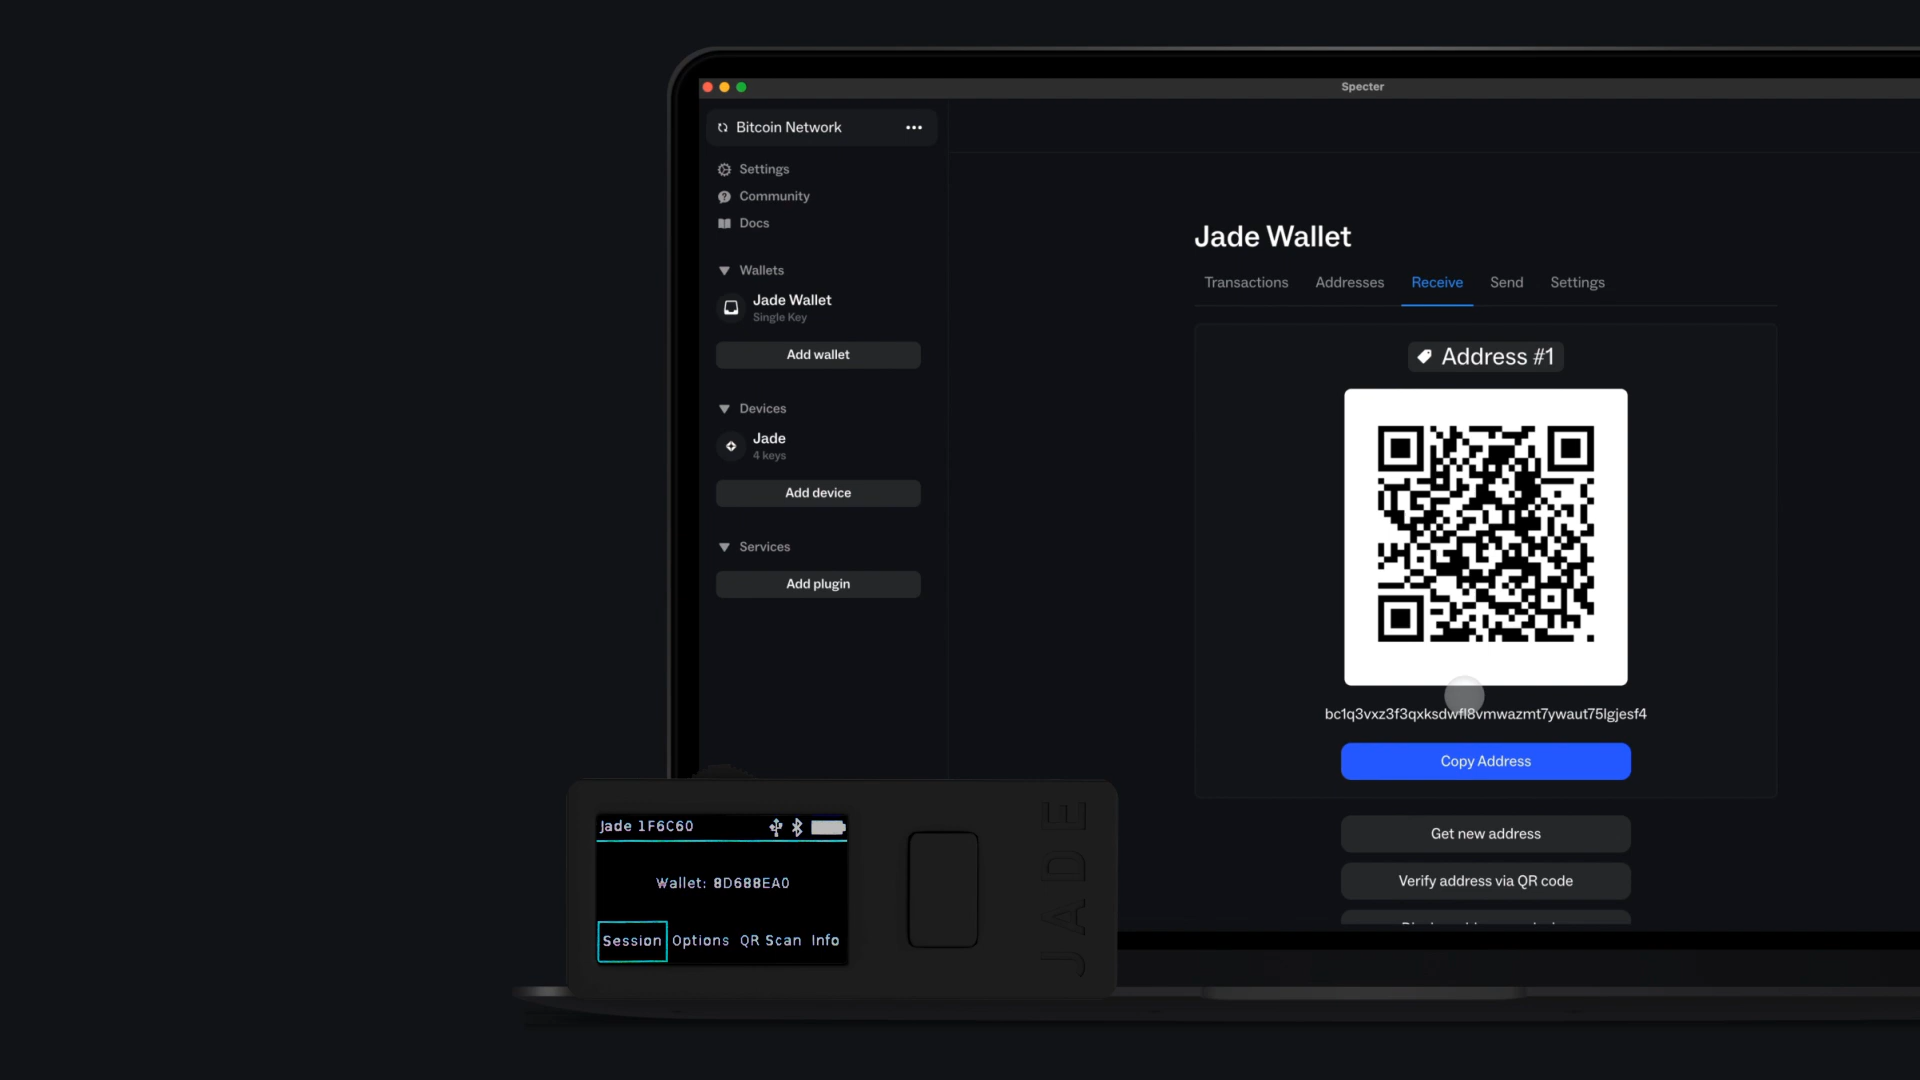 Specter
Bitcoin Network
Settings
Community
Docs
Wallets
Jade Wallet
Single Key
Add wallet
Devices
Jade
4 keys
Add device
Services
Add plugin
Jade Wallet
Transactions Addresses Receive Send Settings
Address #1
bc1q3vxz3f3qxksdwfl8vmwazmt7ywaut75lgjesf4
Copy Address
Get new address
Verify address via QR code
Jade 1F6C60
Wallet: 8D688EA0
Session Options QR Scan Info
JADE